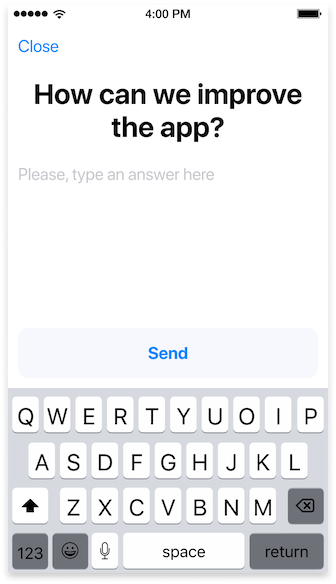 4:00 PM
Close
How can we improve
the app?
Please, type an answer here
Send
Q W E R T Y U O I P
A S D F G H J K L
Z X C V B N M
123 space return